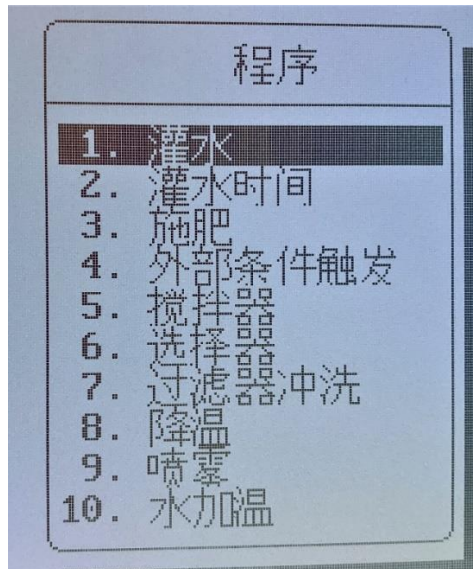 程序
1. 灌水
2. 灌水时间
3. 施肥
4. 外部条件触发
5. 搅拌器
6. 选择器
7. 过滤器冲洗
8. 降温
9. 喷雾
10. 水加温